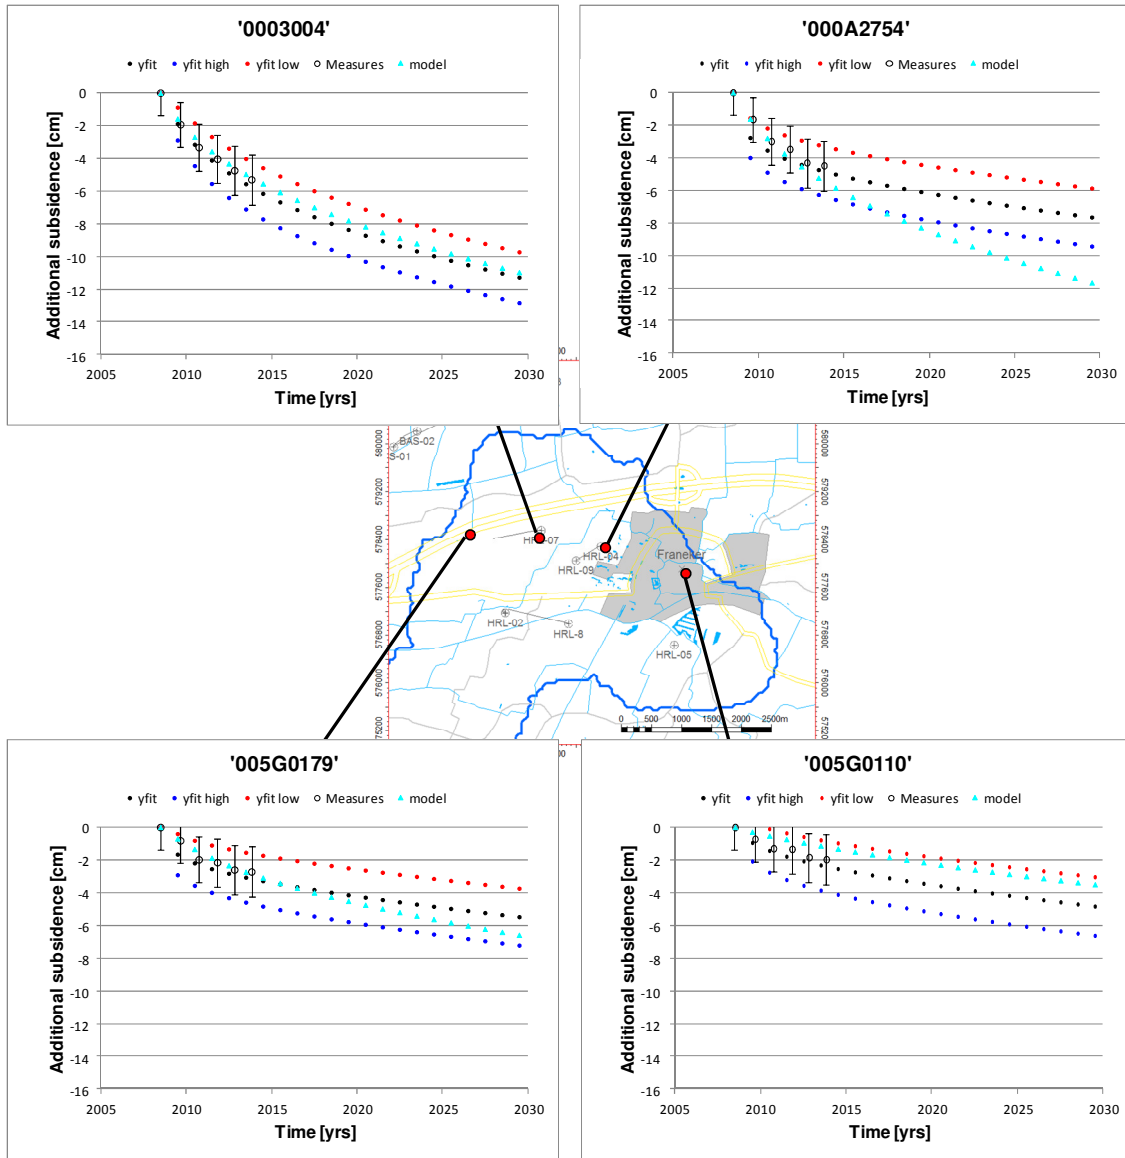 '0003004'
yfit yfit high yfit low Measures model
0
-2
-4
-6
-8
-10
-12
-14
-16
Additional subsidence [cm]
2005 2010 2015 2020 2025 2030
Time [yrs]
'000A2754'
yfit yfit high yfit low Measures model
0
-2
-4
-6
-8
-10
-12
-14
-16
Additional subsidence [cm]
2005 2010 2015 2020 2025 2030
Time [yrs]
00
BAS-02
S-01
HRL-07
HRL-04
HRL-09
Franeker
HRL-02
HRL-8
HRL-05
580000
579200
578400
577600
576800
576000
575200
579200
578400
577600
576800
576000
575200
0 500 1000 1500 2000 2500m
00
'005G0179'
yfit yfit high yfit low Measures model
0
-2
-4
-6
-8
-10
-12
-14
-16
Additional subsidence [cm]
2005 2010 2015 2020 2025 2030
Time [yrs]
'005G0110'
yfit yfit high yfit low Measures model
0
-2
-4
-6
-8
-10
-12
-14
-16
Additional subsidence [cm]
2005 2010 2015 2020 2025 2030
Time [yrs]